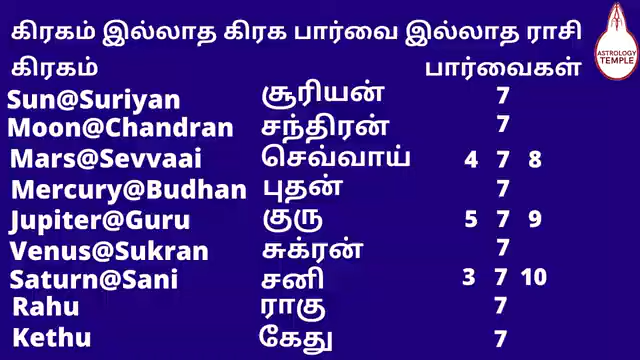 கிரகம் இல்லாத கிரக பார்வை இல்லாத ராசி
ASTROLOGY
TEMPLE
கிரகம் பார்வைகள்
Sun@Suriyan சூரியன் 7
Moon@Chandran சந்திரன் 7
Mars@Sevvaai செவ்வாய் 4 7 8
Mercury@Budhan புதன் 7
Jupiter@Guru குரு 5 7 9
Venus@Sukran சுக்ரன் 7
Saturn@Sani சனி 3 7 10
Rahu ராகு 7
Kethu கேது 7